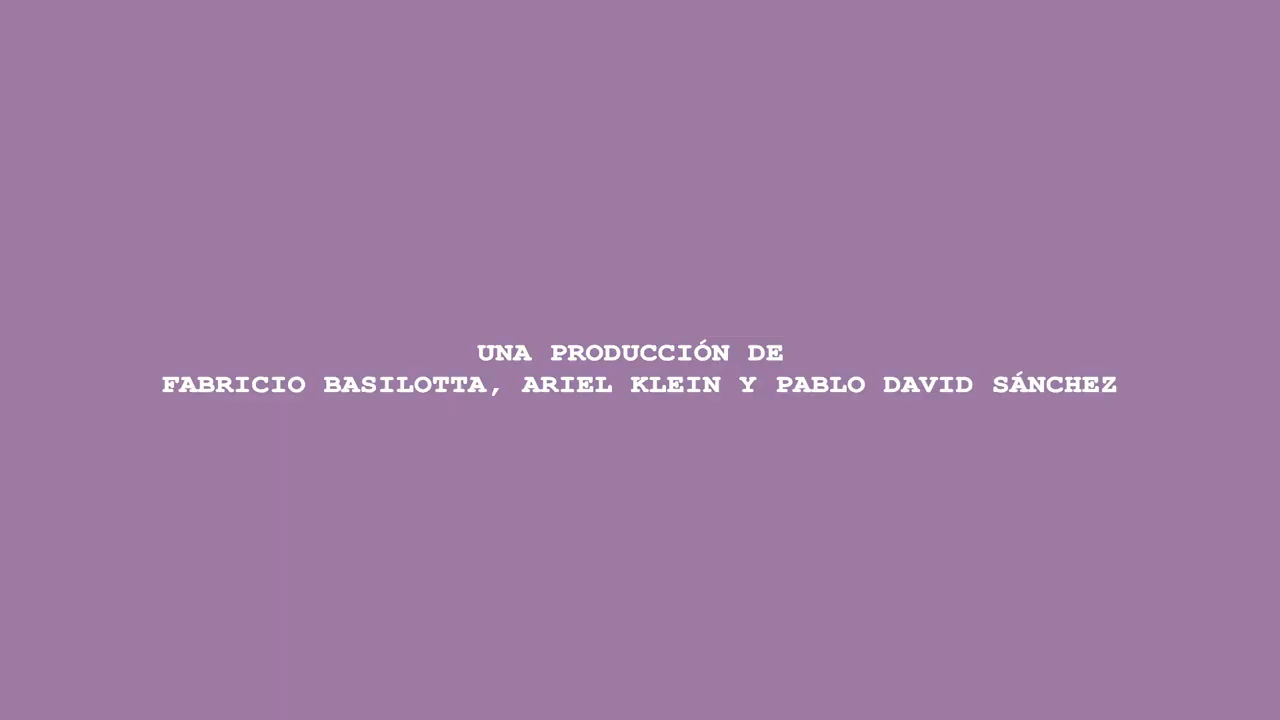 UNA PRODUCCIÓN DE
FABRICIO BASILOTTA, ARIEL KLEIN Y PABLO DAVID SÁNCHEZ